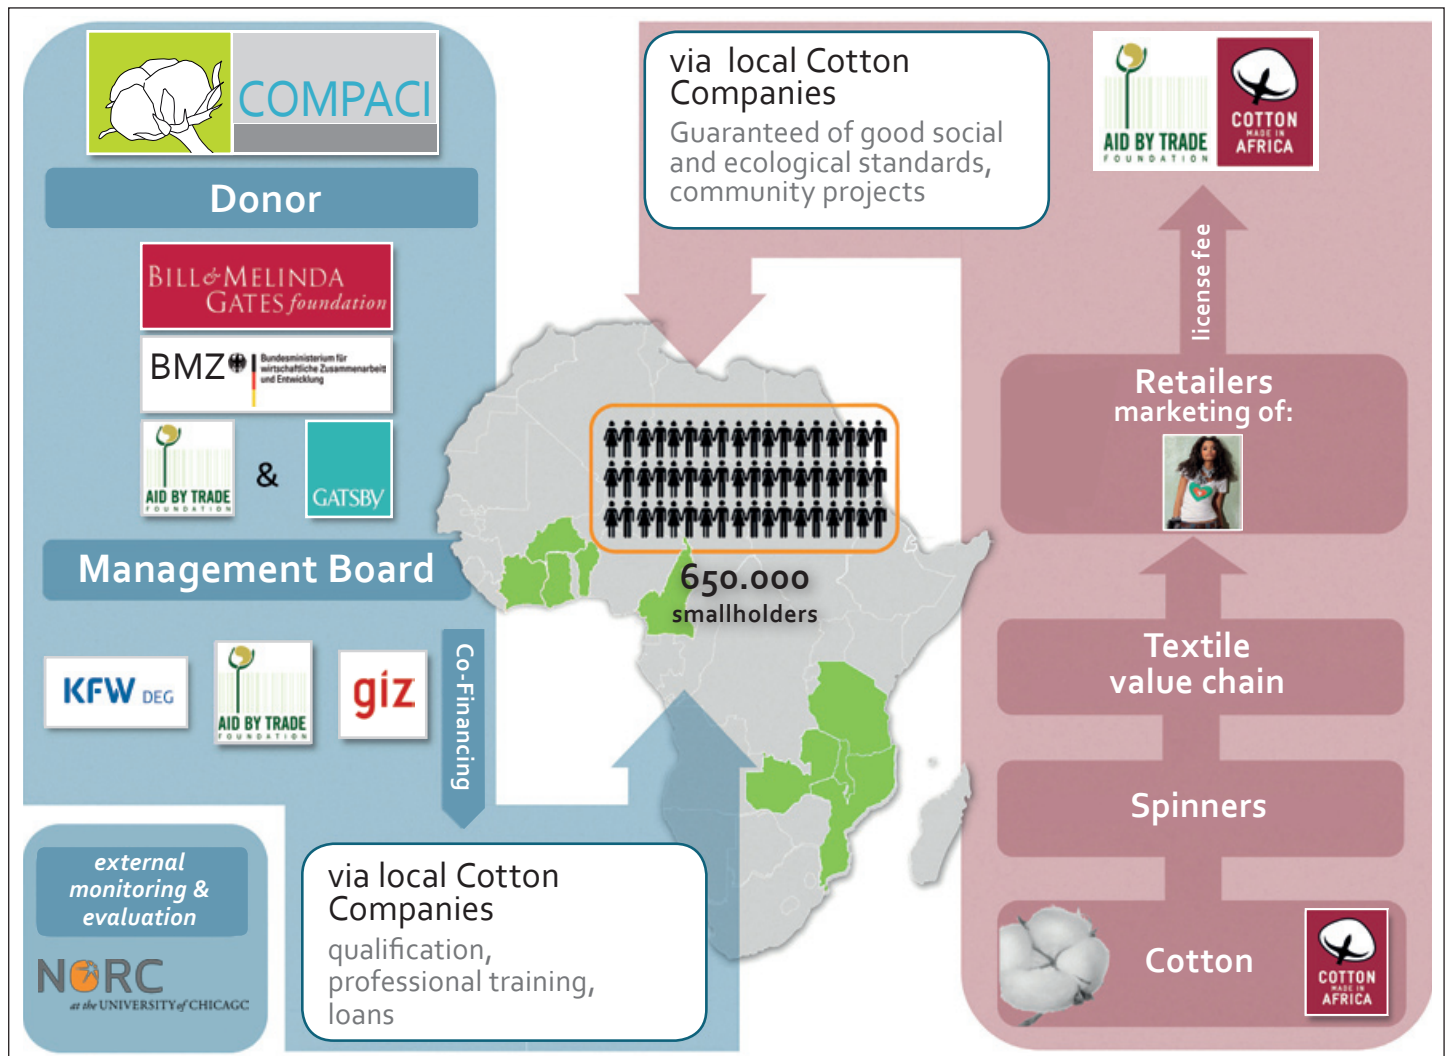 COMPACI
Donor
BILL & MELINDA
GATES foundation
BMZ
Bundesministerium für
wirtschaftliche Zusammenarbeit
und Entwicklung
AID BY TRADE
FOUNDATION
&
GATSBY
Management Board
KFW DEG
AID BY TRADE
FOUNDATION
giz
Co-Financing
external
monitoring &
evaluation
NORC
at the UNIVERSITY of CHICAGC
via local Cotton
Companies
qualification,
professional training,
loans
via local Cotton
Companies
Guaranteed of good social
and ecological standards,
community projects
650.000
smallholders
AID BY TRADE
FOUNDATION
COTTON
MADE IN
AFRICA
license fee
Retailers
marketing of:
Textile
value chain
Spinners
Cotton
COTTON
MADE IN
AFRICA